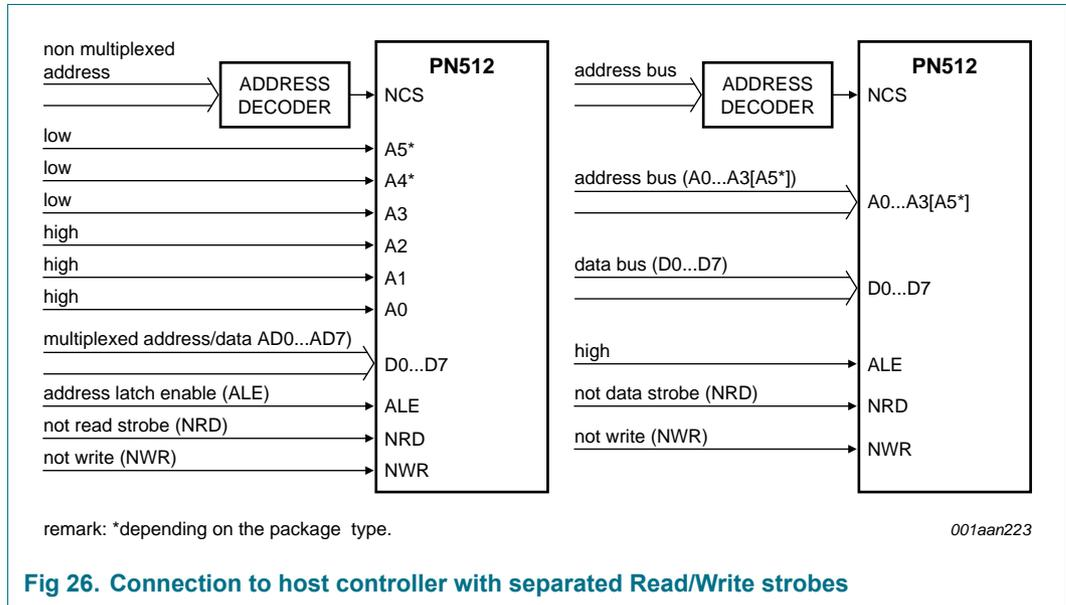 non multiplexed
address
ADDRESS
DECODER
PN512
NCS
low
A5*
low
A4*
low
A3
high
A2
high
A1
high
A0
multiplexed address/data AD0...AD7)
D0...D7
address latch enable (ALE)
ALE
not read strobe (NRD)
NRD
not write (NWR)
NWR
address bus
ADDRESS
DECODER
PN512
NCS
address bus (A0...A3[A5*])
A0...A3[A5*]
data bus (D0...D7)
D0...D7
high
ALE
not data strobe (NRD)
NRD
not write (NWR)
NWR
remark: *depending on the package type.
001aan223
Fig 26. Connection to host controller with separated Read/Write strobes